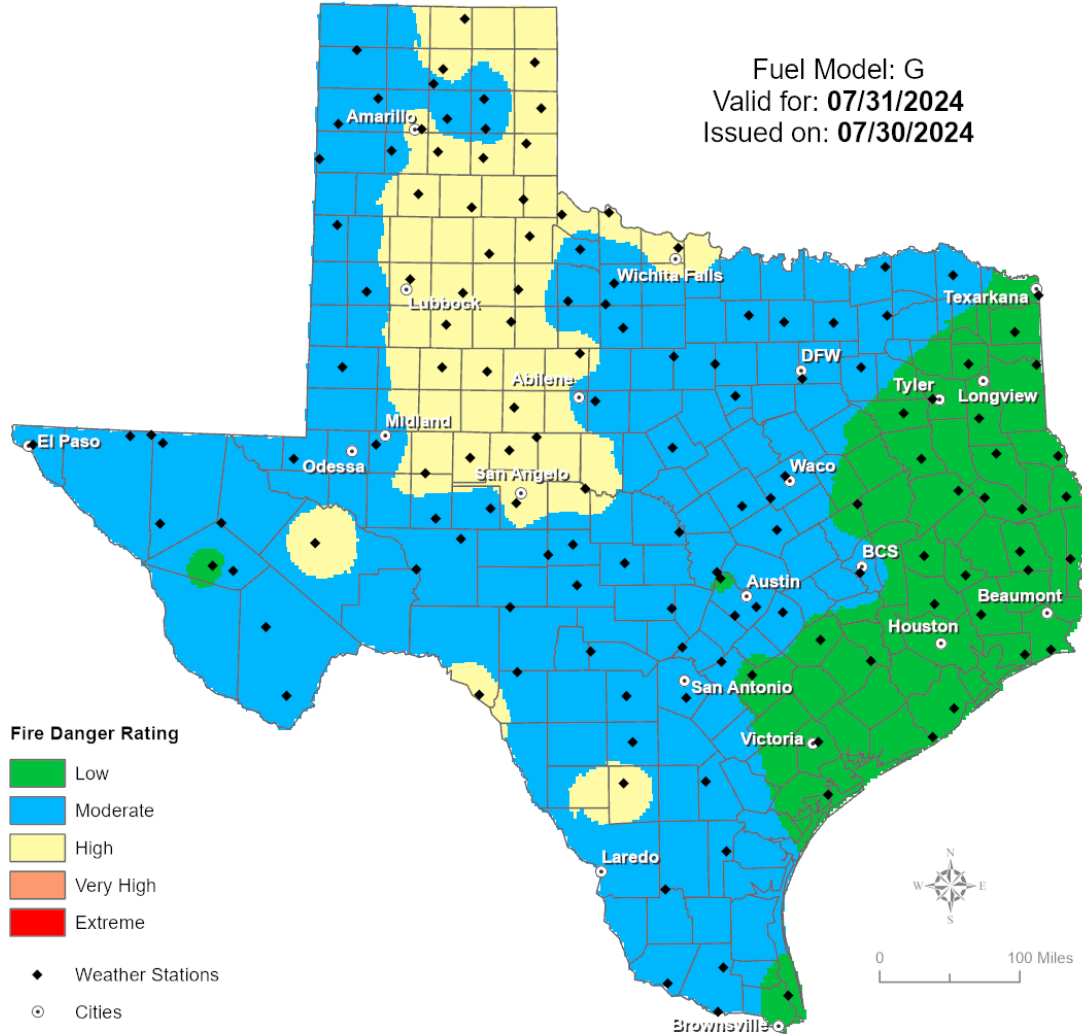 Fuel Model: G
Valid for: 07/31/2024
Issued on: 07/30/2024
Amarillo
Wichita Falls
Lubbock
Texarkana
DFW
Abilene
Tyler
Longview
Midland
El Paso
Odessa
San Angelo
Waco
BCS
Austin
Beaumont
Houston
San Antonio
Victoria
Laredo
Brownsville
Fire Danger Rating
Low
Moderate
High
Very High
Extreme
Weather Stations
Cities
N
W
E
S
0
100 Miles